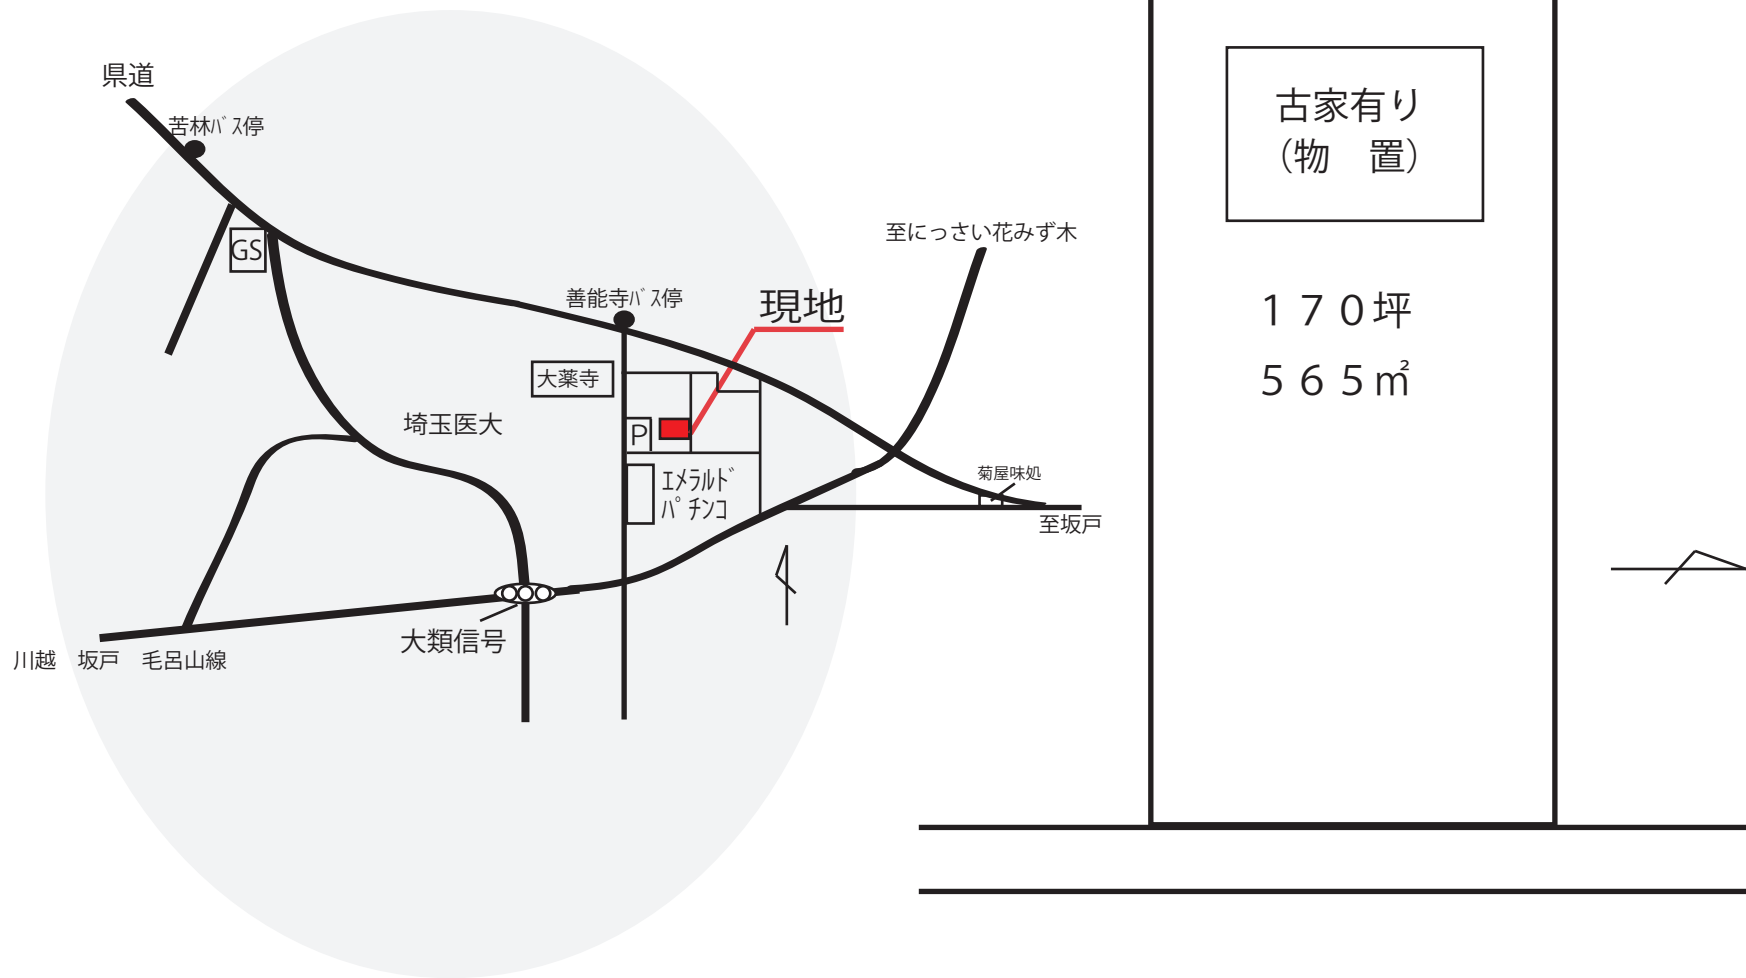 県道
苦林ﾊﾞｽ停
GS
善能寺ﾊﾞｽ停
現地
至にっさい花みず木
大薬寺
埼玉医大
P
ｴﾒﾗﾙﾄﾞ
ﾊﾟﾁﾝｺ
菊屋味処
至坂戸
大類信号
川越　坂戸　毛呂山線
古家有り
（物　置）
１７０坪
５６５㎡